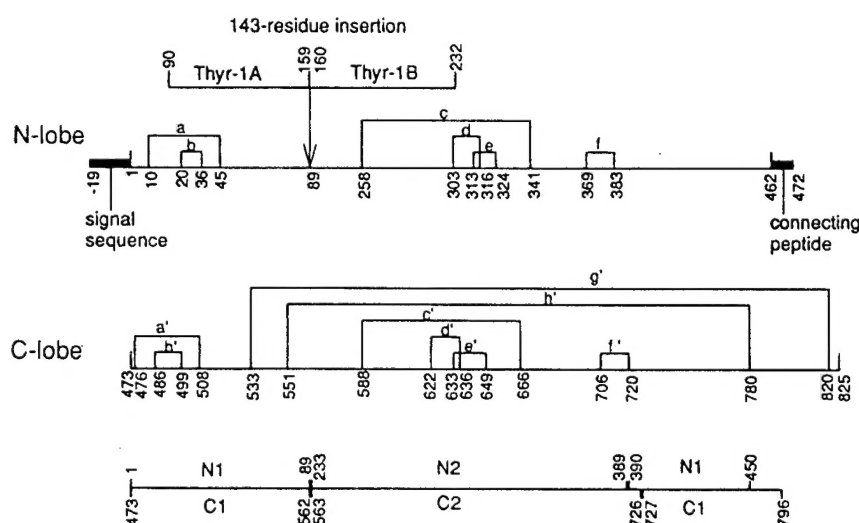 143-residue insertion
90 159 160 232
Thyr-1A Thyr-1B
N-lobe
a b c d e f
-19 1 10 20 36 45 89 258 303 313 316 324 341 369 383 462 472
signal
sequence
connecting
peptide
C-lobe
g'
h'
a' b' c' d' e' f'
473 476 486 499 508 533 551 588 622 633 636 649 666 706 720 780 820 825
1 N1 89 233 N2 389 390 N1 450
473 C1 562 563 C2 726 727 C1 796